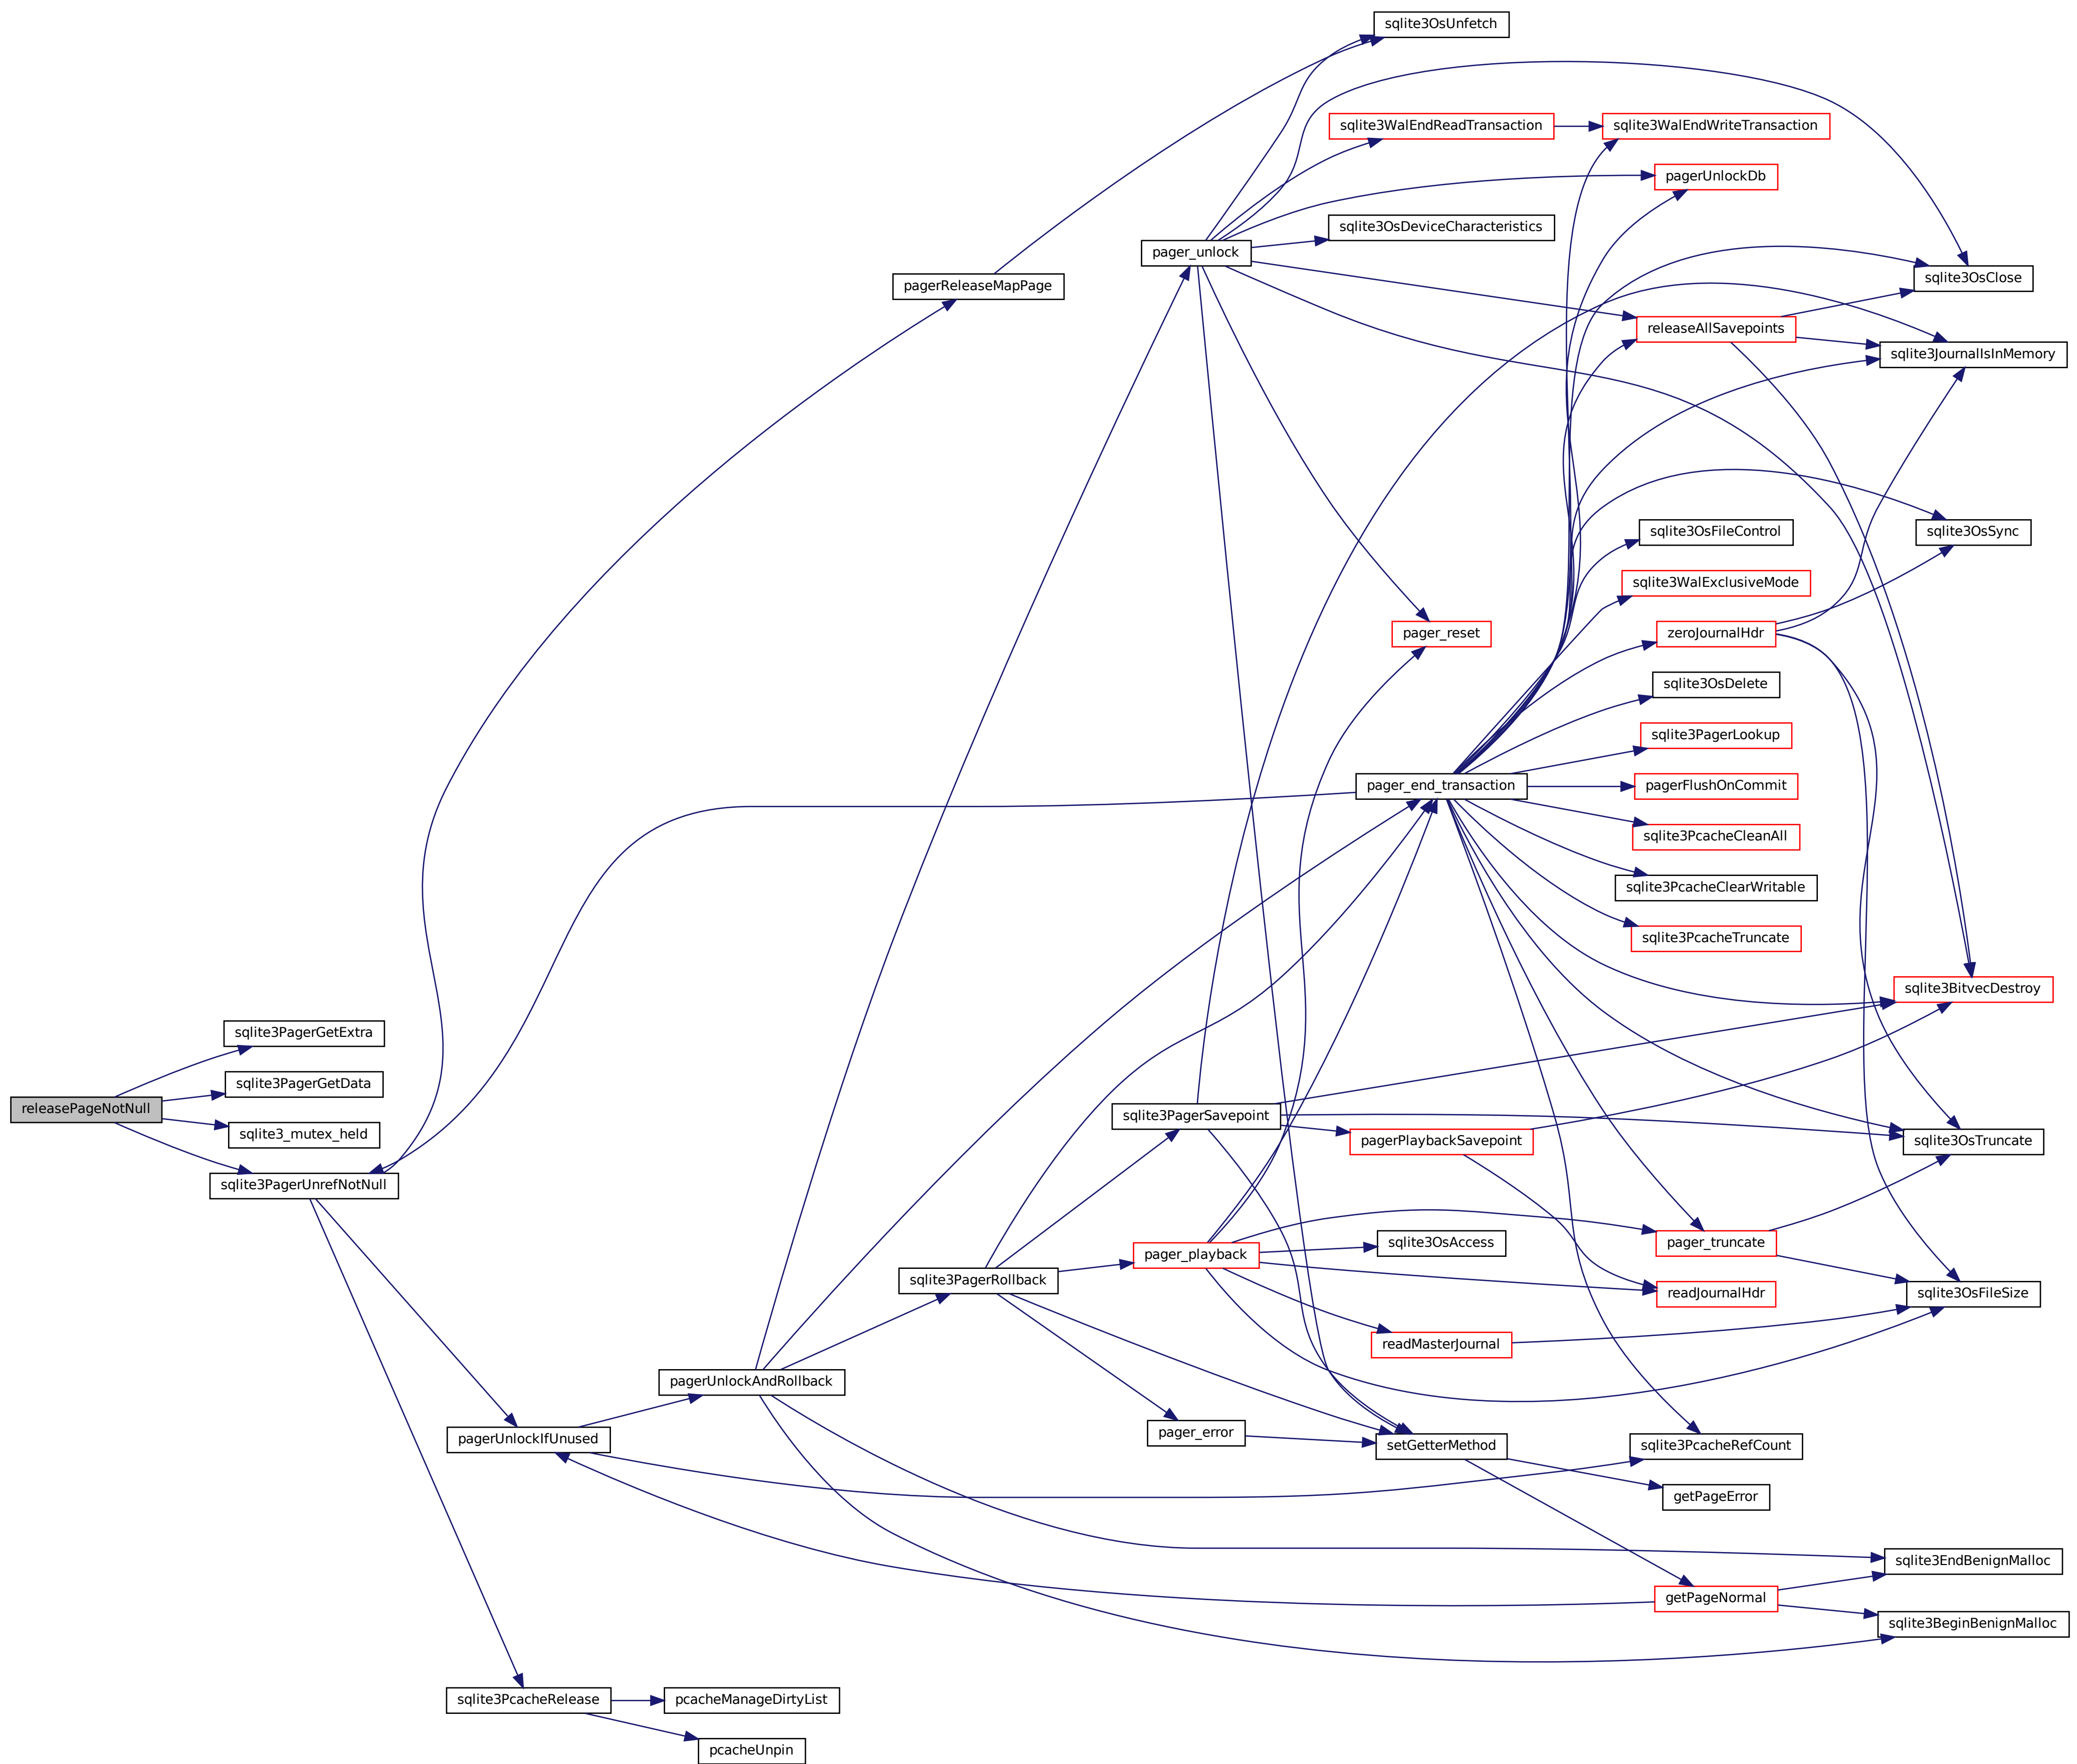 sqlite3OsUnfetch
sqlite3WalEndReadTransaction
sqlite3WalEndWriteTransaction
pagerUnlockDb
sqlite3OsDeviceCharacteristics
pager_unlock
sqlite3OsClose
pagerReleaseMapPage
releaseAllSavepoints
sqlite3JournalIsInMemory
sqlite3OsFileControl
sqlite3OsSync
sqlite3WalExclusiveMode
pager_reset
zeroJournalHdr
sqlite3OsDelete
sqlite3PagerLookup
pager_end_transaction
pagerFlushOnCommit
sqlite3PcacheCleanAll
sqlite3PcacheClearWritable
sqlite3PcacheTruncate
sqlite3BitvecDestroy
sqlite3PagerGetExtra
sqlite3PagerGetData
releasePageNotNull
sqlite3_mutex_held
sqlite3PagerSavepoint
pagerPlaybackSavepoint
sqlite3OsTruncate
sqlite3PagerUnrefNotNull
sqlite3OsAccess
pager_truncate
pager_playback
sqlite3PagerRollback
readJournalHdr
sqlite3OsFileSize
readMasterJournal
pagerUnlockAndRollback
pager_error
pagerUnlockIfUnused
setGetterMethod
sqlite3PcacheRefCount
getPageError
sqlite3EndBenignMalloc
getPageNormal
sqlite3BeginBenignMalloc
sqlite3PcacheRelease
pcacheManageDirtyList
pcacheUnpin